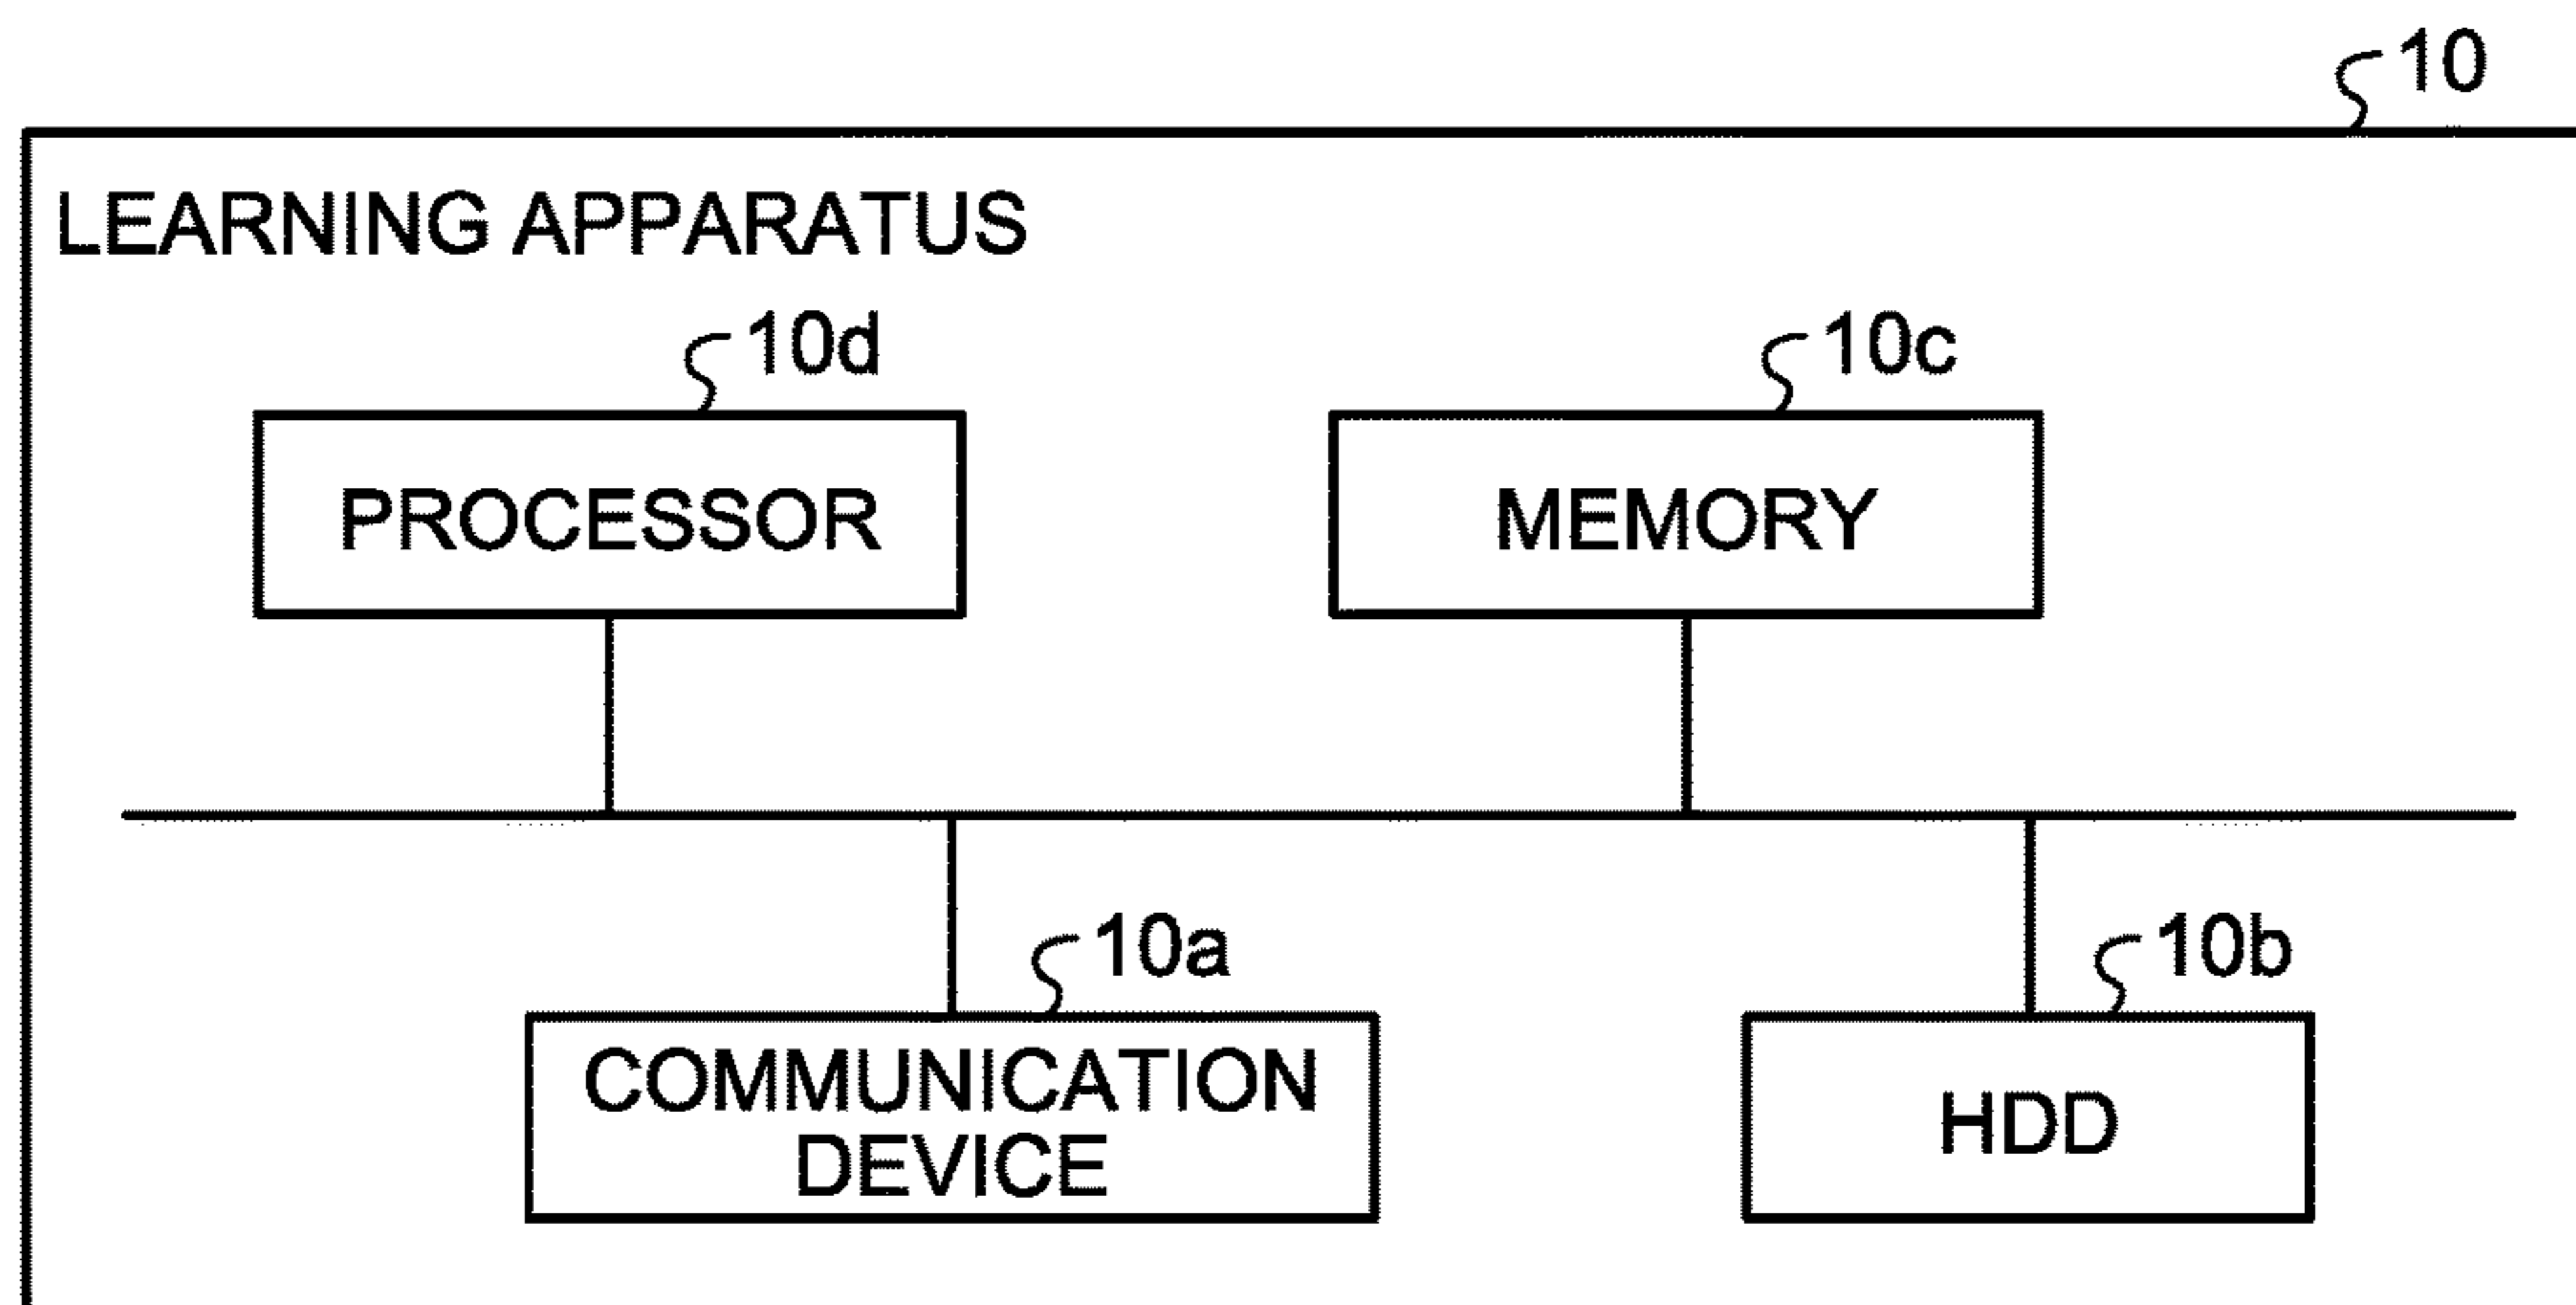 10
LEARNING APPARATUS
10d
10c
PROCESSOR
MEMORY
10a
10b
COMMUNICATION
DEVICE
HDD